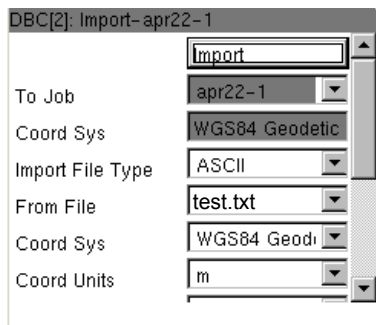 DBC[2]: Import-apr22-1
Import
To Job apr22-1
Coord Sys WGS84 Geodetic
Import File Type ASCII
From File test.txt
Coord Sys WGS84 Geod
Coord Units m